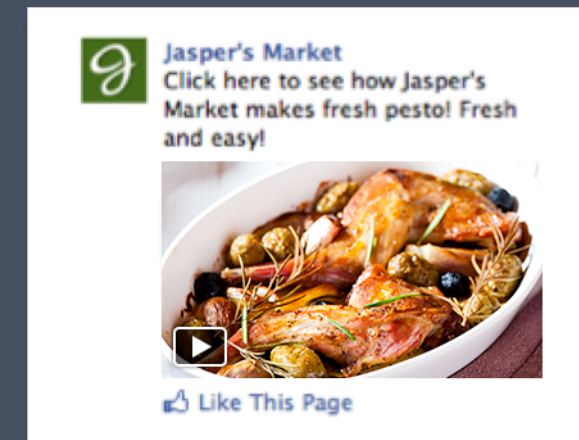 Jasper's Market
Click here to see how Jasper's
Market makes fresh pesto! Fresh
and easy!
Like This Page